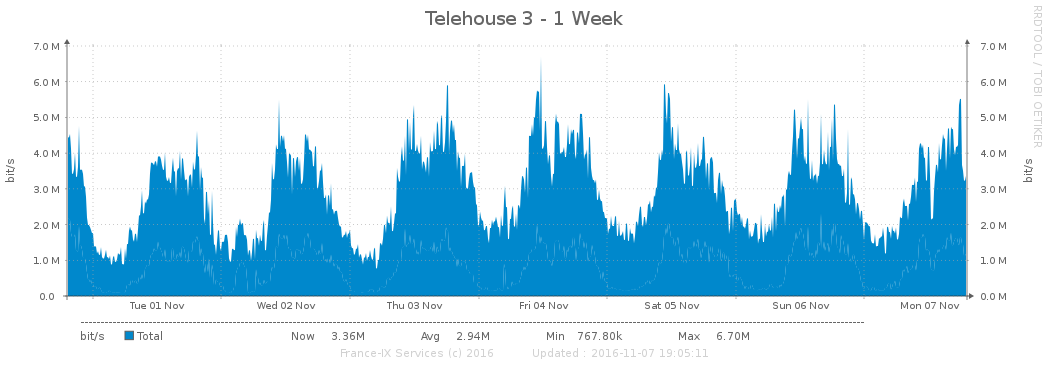 Telehouse 3 - 1 Week
RRDTOOL / TOBI OETIKER
7.0 M 7.0 M
6.0 M 6.0 M
5.0 M 5.0 M
4.0 M 4.0 M
3.0 M 3.0 M
2.0 M 2.0 M
1.0 M 1.0 M
0.0 0.0 M
bit/s bit/s
Tue 01 Nov Wed 02 Nov Thu 03 Nov Fri 04 Nov Sat 05 Nov Sun 06 Nov Mon 07 Nov
bit/s Total Now 3.36M Avg 2.94M Min 767.80k Max 6.70M
France-IX Services (c) 2016 Updated : 2016-11-07 19:05:11